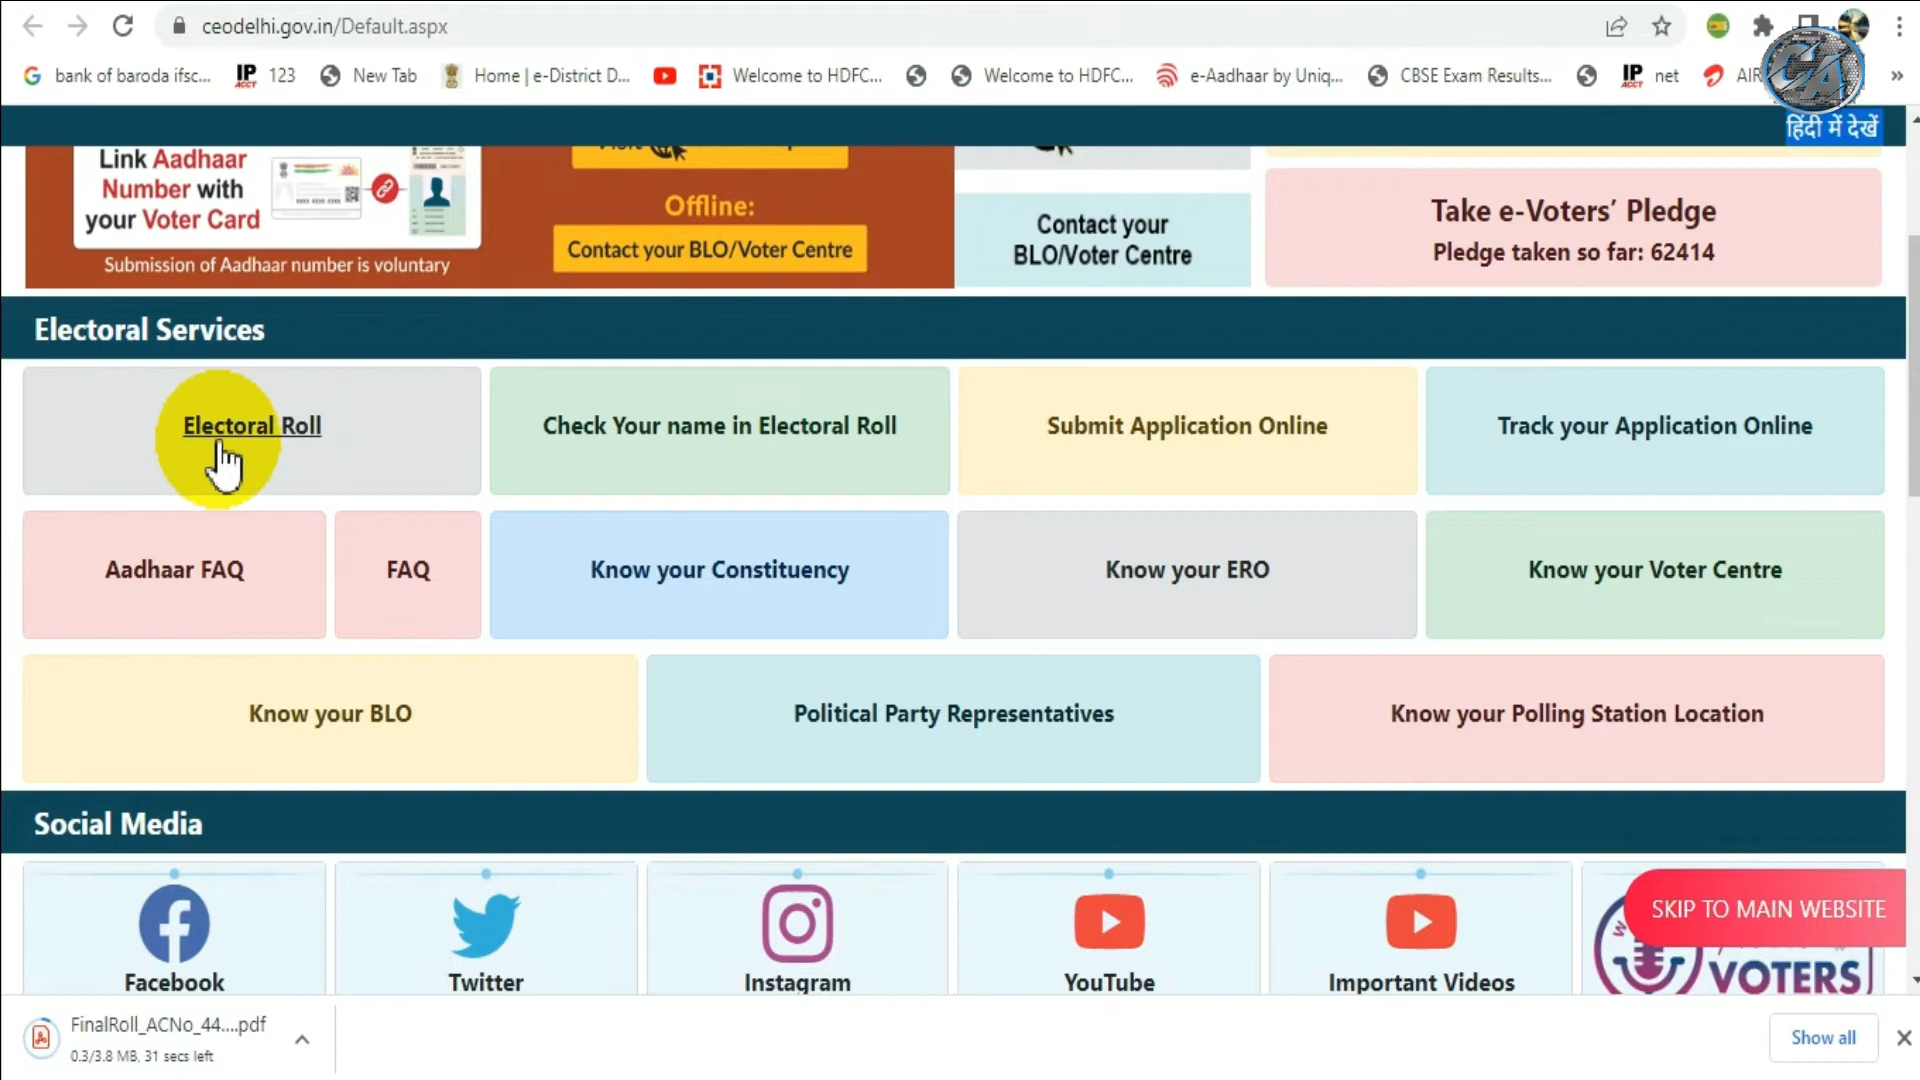 ceodelhi.gov.in/Default.aspx
bank of baroda ifsc...
IP
ACCT
123
New Tab
Home | e-District D...
Welcome to HDFC...
Welcome to HDFC...
e-Aadhaar by Uniq...
CBSE Exam Results...
IP
ACCT
net
CA
हिंदी में देखें
Link Aadhaar
Number with
your Voter Card
Submission of Aadhaar number is voluntary
Offline:
Contact your BLO/Voter Centre
Contact your
BLO/Voter Centre
Take e-Voters’ Pledge
Pledge taken so far: 62414
Electoral Services
Electoral Roll
Check Your name in Electoral Roll
Submit Application Online
Track your Application Online
Aadhaar FAQ
FAQ
Know your Constituency
Know your ERO
Know your Voter Centre
Know your BLO
Political Party Representatives
Know your Polling Station Location
Social Media
Facebook
Twitter
Instagram
YouTube
Important Videos
SKIP TO MAIN WEBSITE
VOTERS
FinalRoll_ACNo_44....pdf
0.3/3.8 MB, 31 secs left
Show all